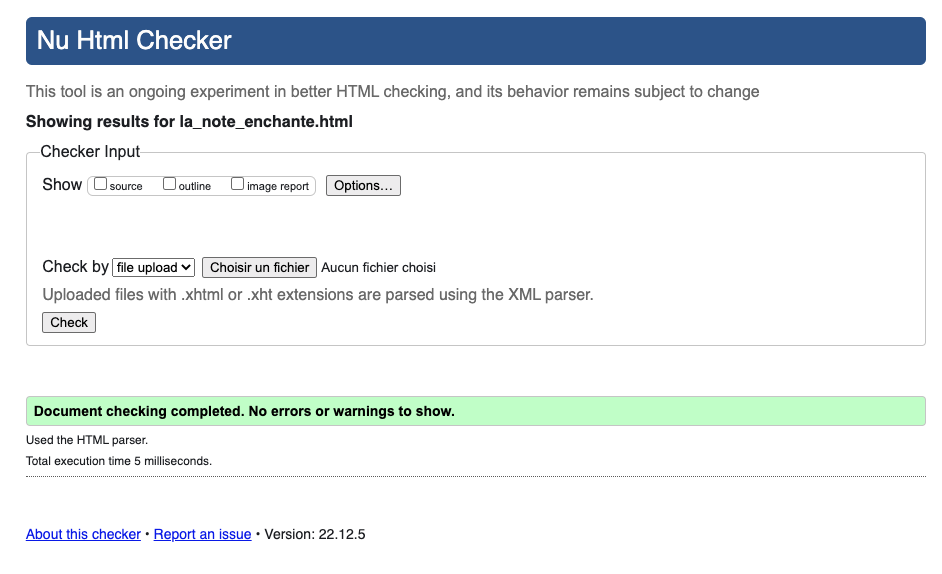 Nu Html Checker
This tool is an ongoing experiment in better HTML checking, and its behavior remains subject to change
Showing results for la_note_enchante.html
Checker Input
Show source outline image report Options...
Check by file upload Choisir un fichier Aucun fichier choisi
Uploaded files with .xhtml or .xht extensions are parsed using the XML parser.
Check
Document checking completed. No errors or warnings to show.
Used the HTML parser.
Total execution time 5 milliseconds.
About this checker • Report an issue • Version: 22.12.5